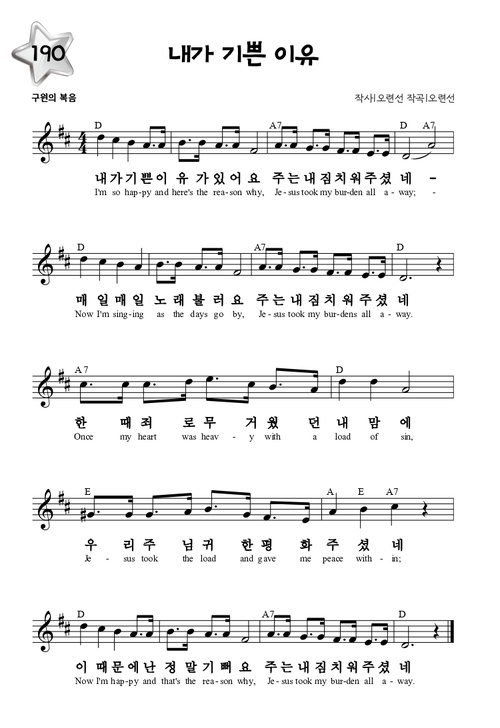 190
내가 기쁜 이유
구원의 복음
작사|오련선 작곡|오련선
D A7 D A7
4 4
내가기쁜이 유 가있어요 주는내짐치워주셨 네 -
I'm so hap-py and here's the rea-son why, Je-sus took my bur-den all a-way; -
D A7 D
매 일매일 노래불러요 주는내짐치워주셨 네
Now I'm sing-ing as the days go by, Je-sus took my bur-dens all a-way.
A7 D
한 때죄 로무 거웠 던내 맘 에
Once my heart was heav-y with a load of sin,
E A E A7
우 리주 님귀 한평 화주 셨 네
Je-sus took the load and gave me peace with-in;
D A7 D
이 때문에난 정말기뻐요 주는내짐치워주셨 네
Now I'm hap-py and that's the rea-son why, Je-sus took my bur-den all a-way.